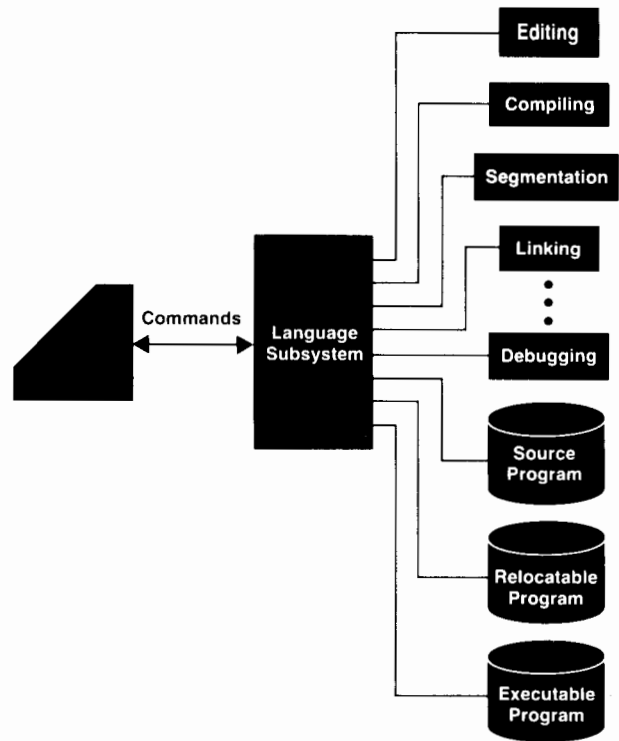 Editing
Compiling
Segmentation
Linking
Commands
Language
Subsystem
Debugging
Source
Program
Relocatable
Program
Executable
Program